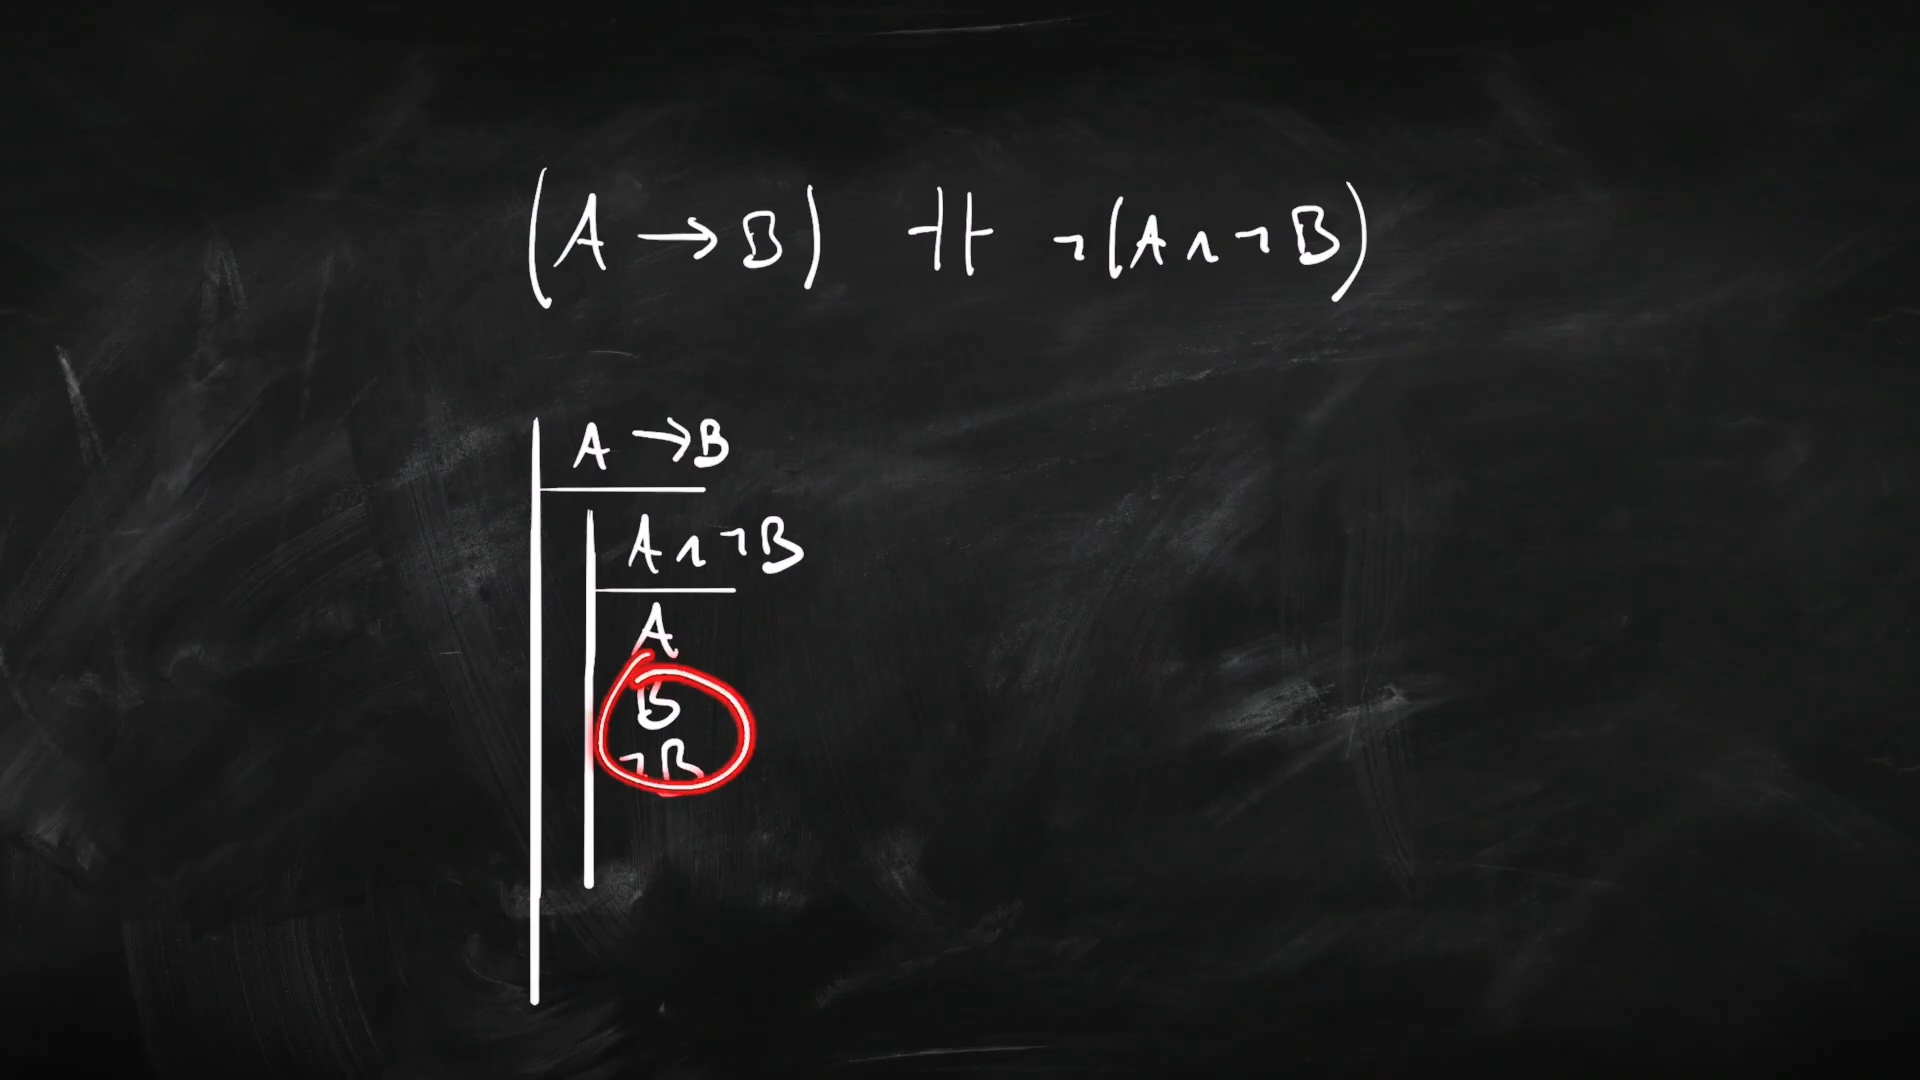 (A → B) ⊣⊢ ¬(A ∧ ¬B)
A → B
A ∧ ¬B
A
B
¬B